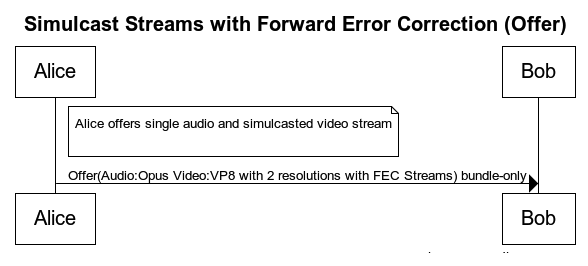 Simulcast Streams with Forward Error Correction (Offer)
Alice
Bob
Alice offers single audio and simulcasted video stream
Offer(Audio:Opus Video:VP8 with 2 resolutions with FEC Streams) bundle-only
Alice
Bob